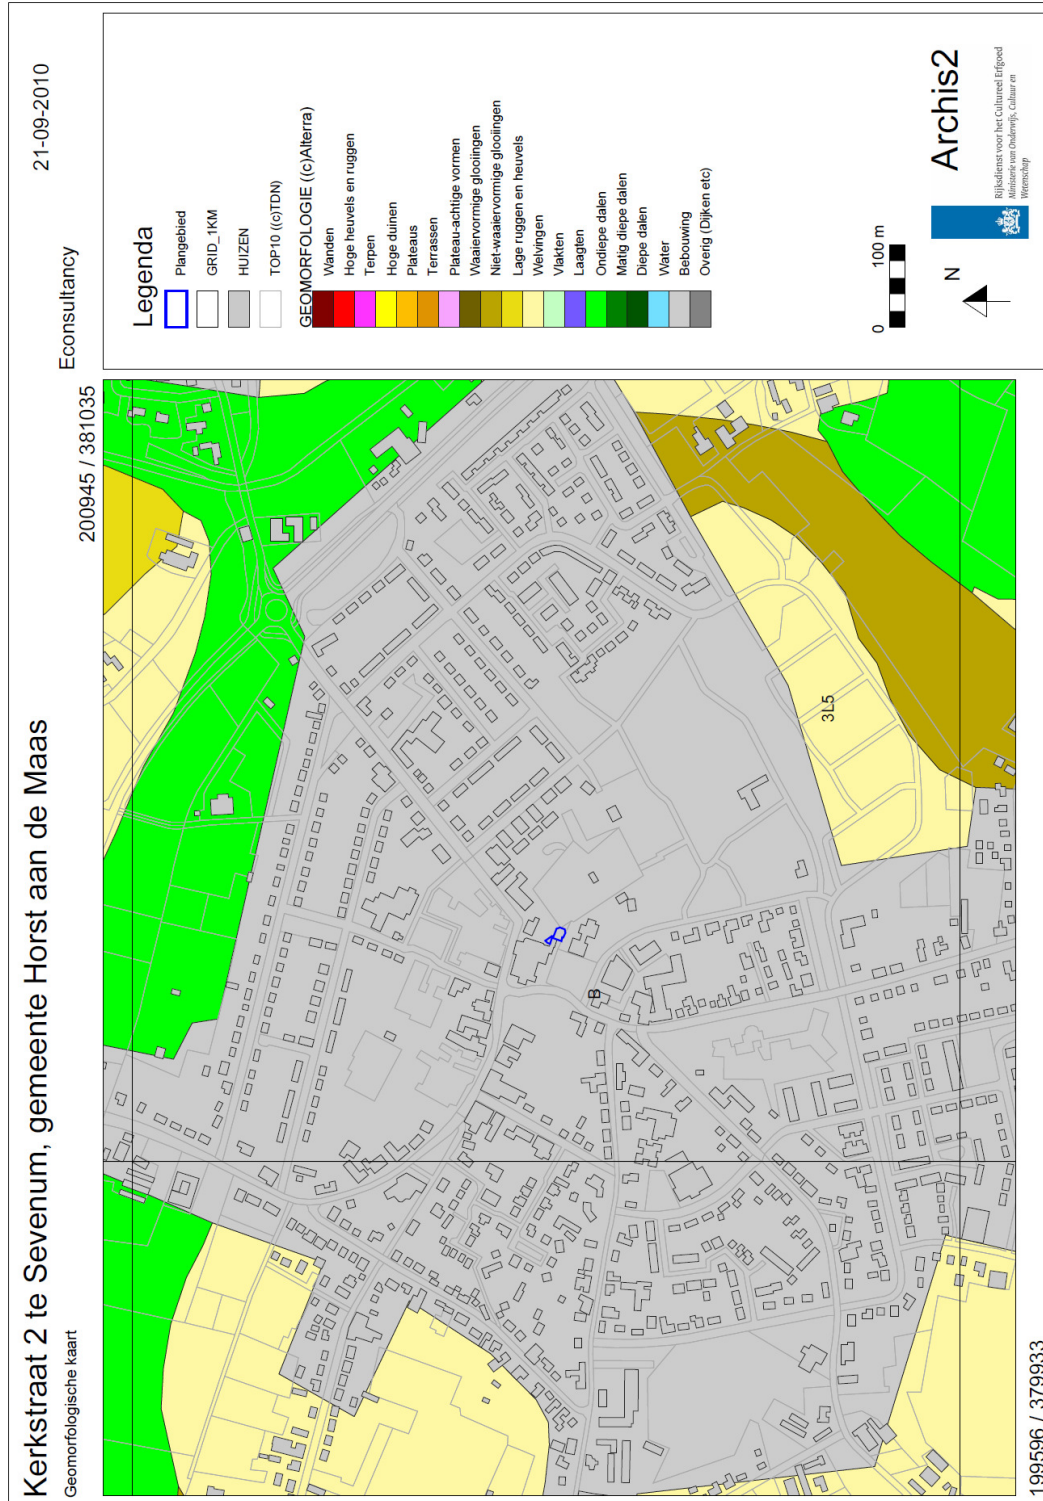 Kerkstraat 2 te Sevenum, gemeente Horst aan de Maas
Geomorfologische kaart
21-09-2010
Econsultancy
200945 / 381035
199596 / 379933
3L5
B
Legenda
Plangebied
GRID_1KM
HUIZEN
TOP10 ((c)TDN)
GEOMORFOLOGIE ((c)Alterra)
Wanden
Hoge heuvels en ruggen
Terpen
Hoge duinen
Plateaus
Terrassen
Plateau-achtige vormen
Waaiervormige glooiingen
Niet-waaiervormige glooiingen
Lage ruggen en heuvels
Welvingen
Vlakten
Laagten
Ondiepe dalen
Matig diepe dalen
Diepe dalen
Water
Bebouwing
Overig (Dijken etc)
0 100 m
N
Archis2
Rijksdienst voor het Cultureel Erfgoed
Ministerie van Onderwijs, Cultuur en
Wetenschap